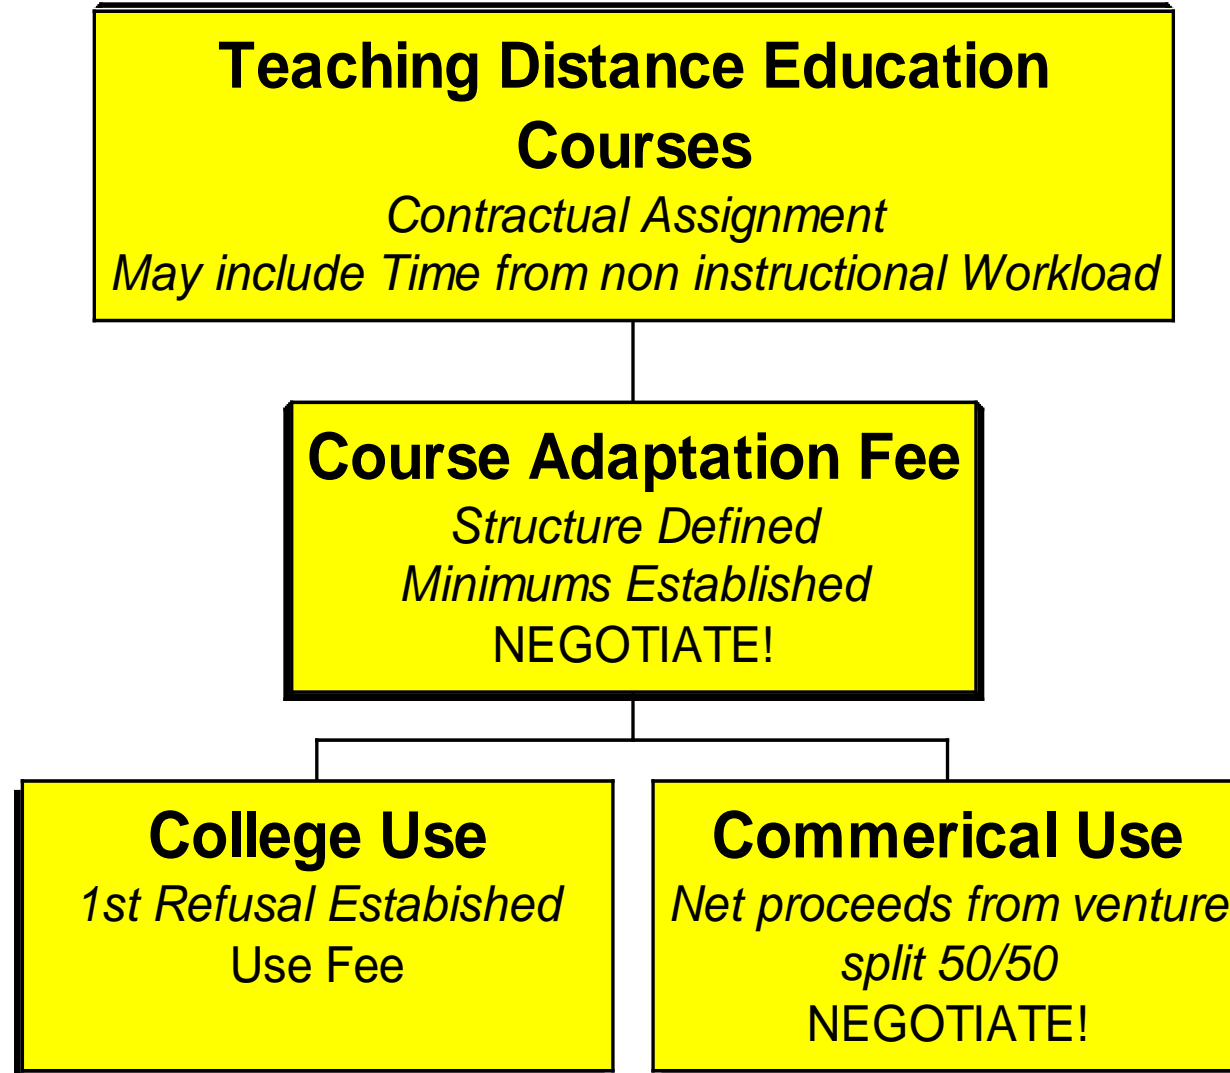 Teaching Distance Education
Courses
Contractual Assignment
May include Time from non instructional Workload
Course Adaptation Fee
Structure Defined
Minimums Established
NEGOTIATE!
College Use
1st Refusal Estabished
Use Fee
Commerical Use
Net proceeds from venture
split 50/50
NEGOTIATE!